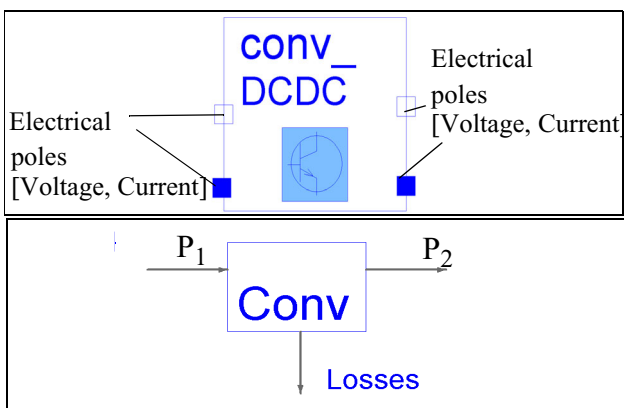 conv_
DCDC
Electrical
poles
[Voltage, Current]
Electrical
poles
[Voltage, Current]
P1
P2
Conv
Losses